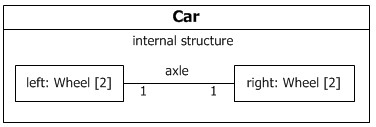 Car
internal structure
axle
left: Wheel [2]
right: Wheel [2]
1
1